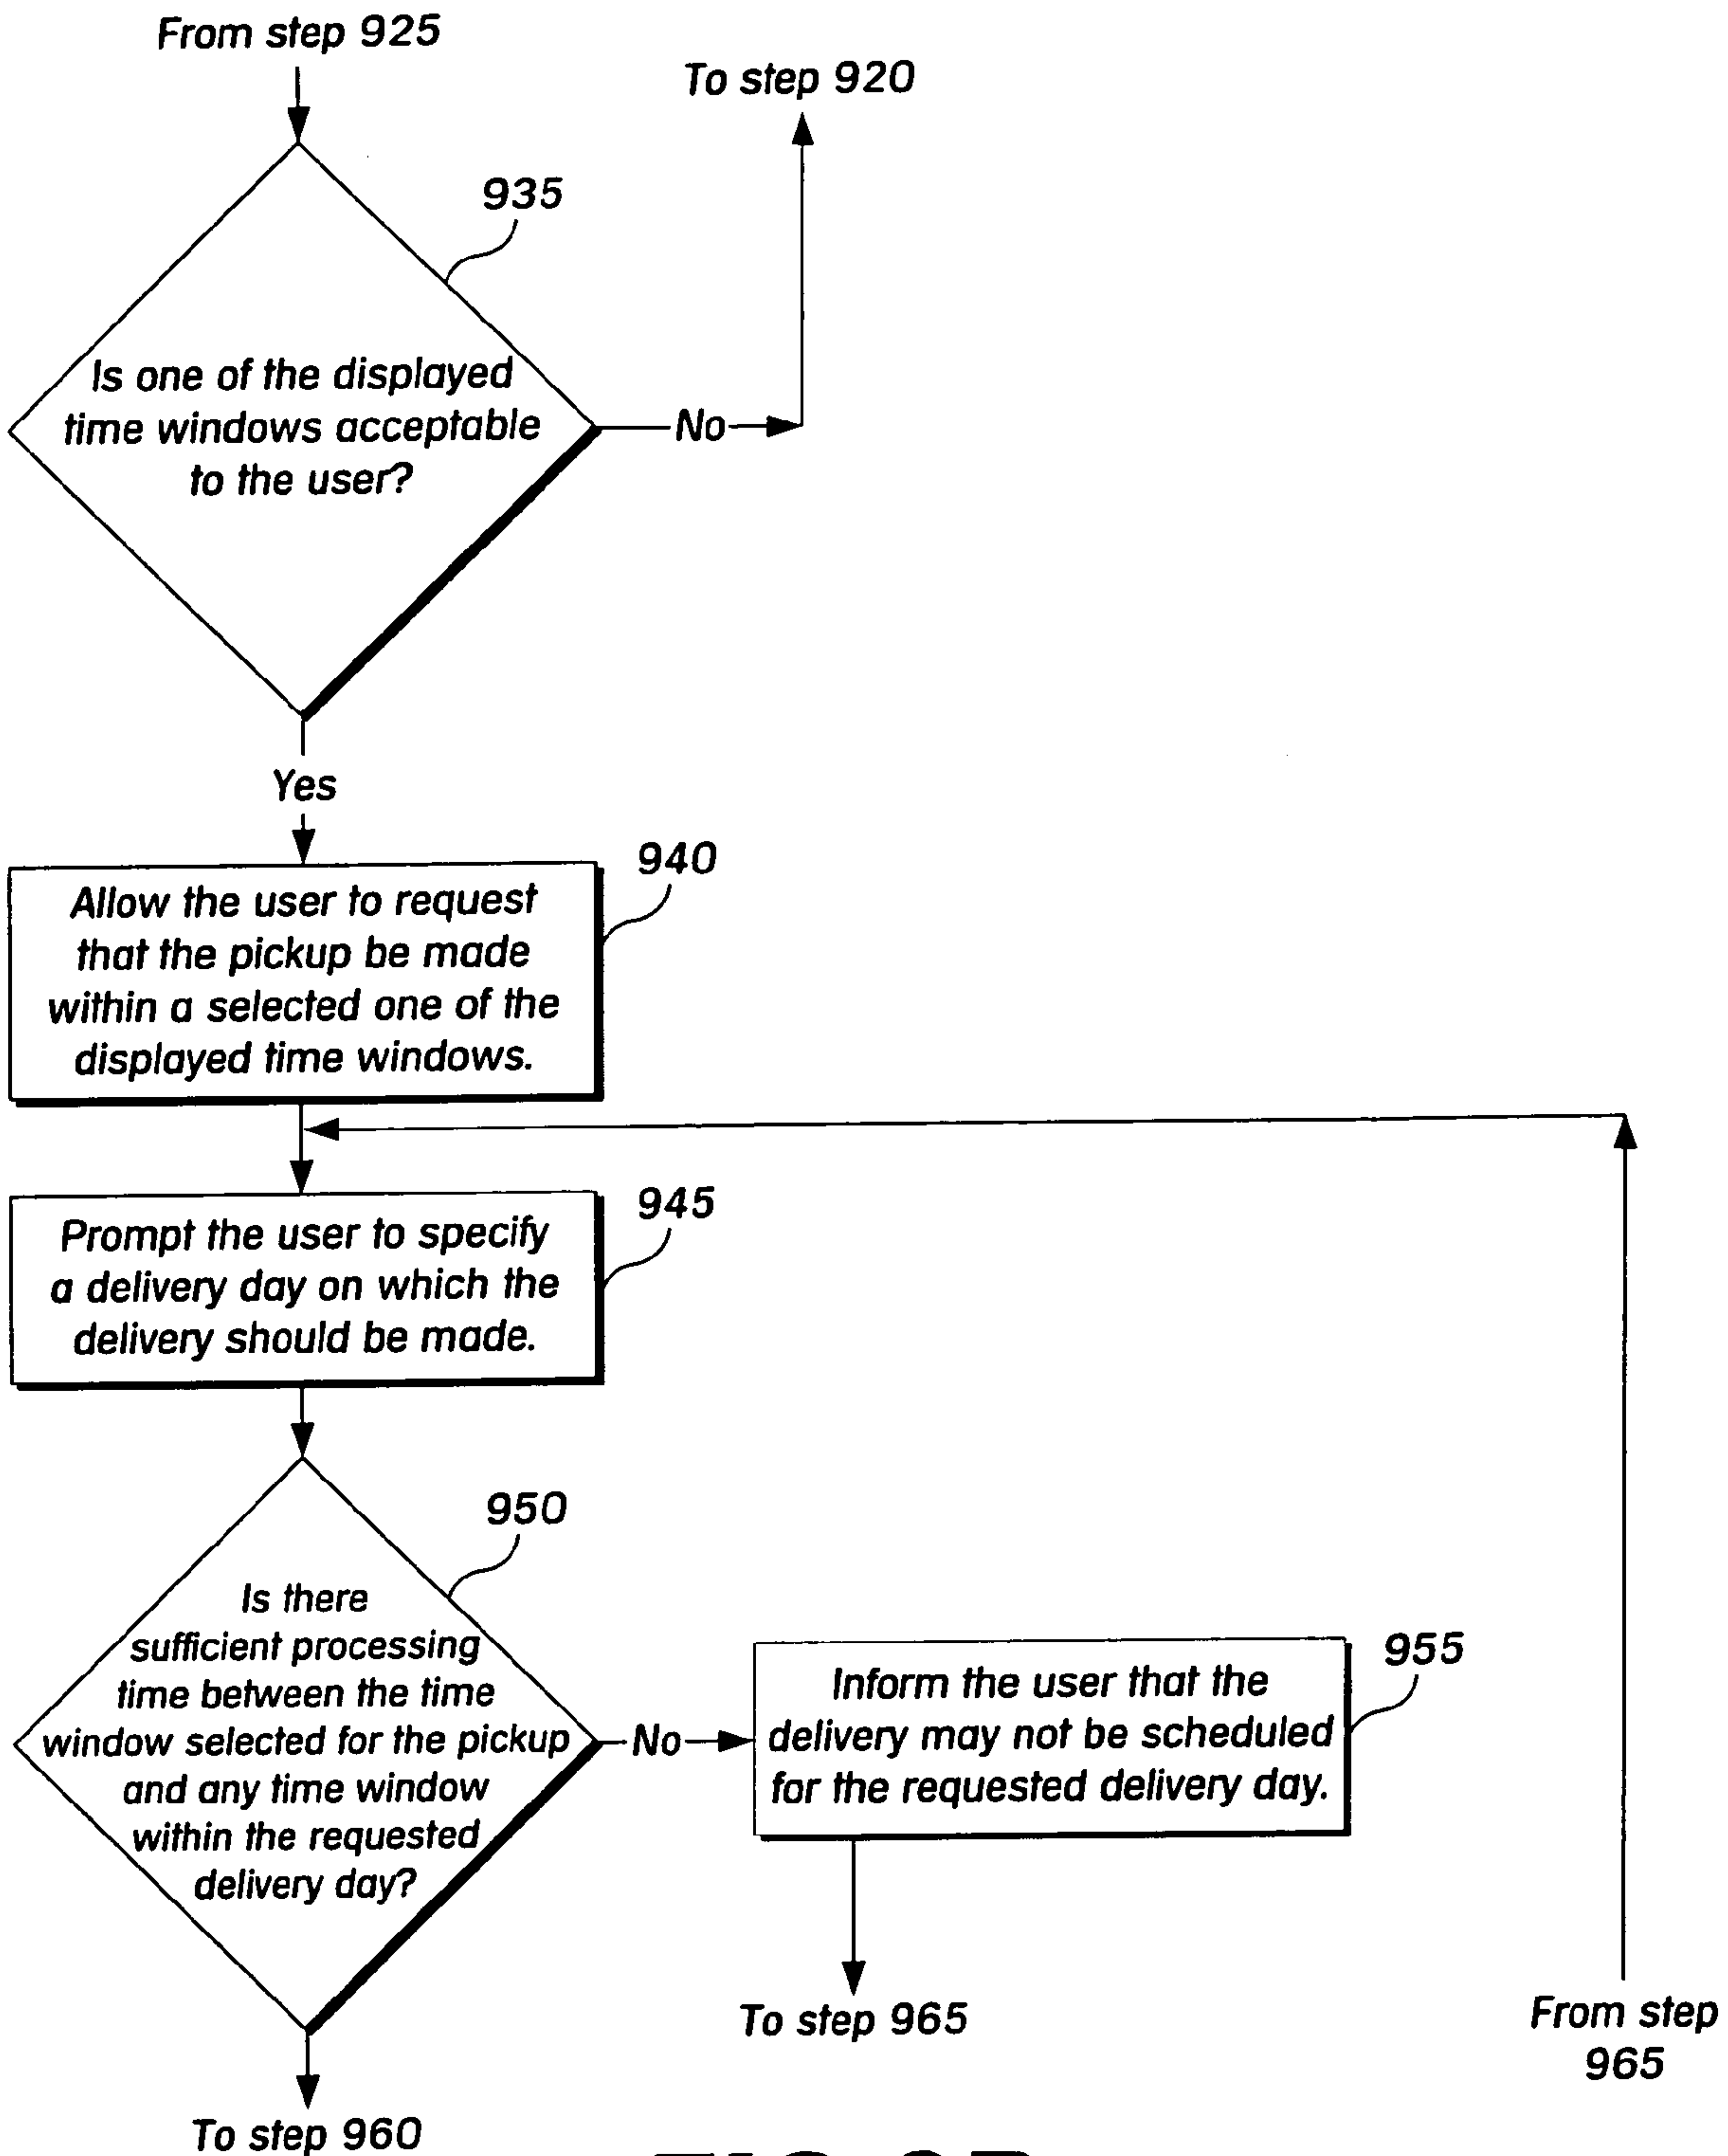 From step 925
To step 920
935
Is one of the displayed
time windows acceptable
to the user?
No
Yes
940
Allow the user to request
that the pickup be made
within a selected one of the
displayed time windows.
945
Prompt the user to specify
a delivery day on which the
delivery should be made.
950
Is there
sufficient processing
time between the time
window selected for the pickup
and any time window
within the requested
delivery day?
No
955
Inform the user that the
delivery may not be scheduled
for the requested delivery day.
To step 965
From step
965
To step 960